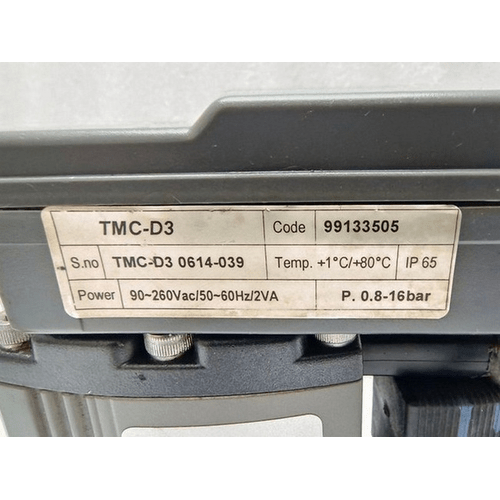 TMC-D3 Code 99133505
S.no TMC-D3 0614-039 Temp. +1°C/+80°C IP 65
Power 90~260Vac/50~60Hz/2VA P. 0.8-16bar